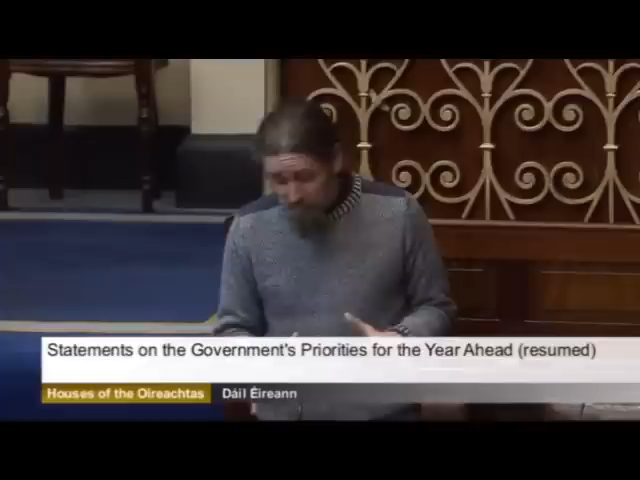 Statements on the Government's Priorities for the Year Ahead (resumed)
Houses of the Oireachtas Dáil Éireann